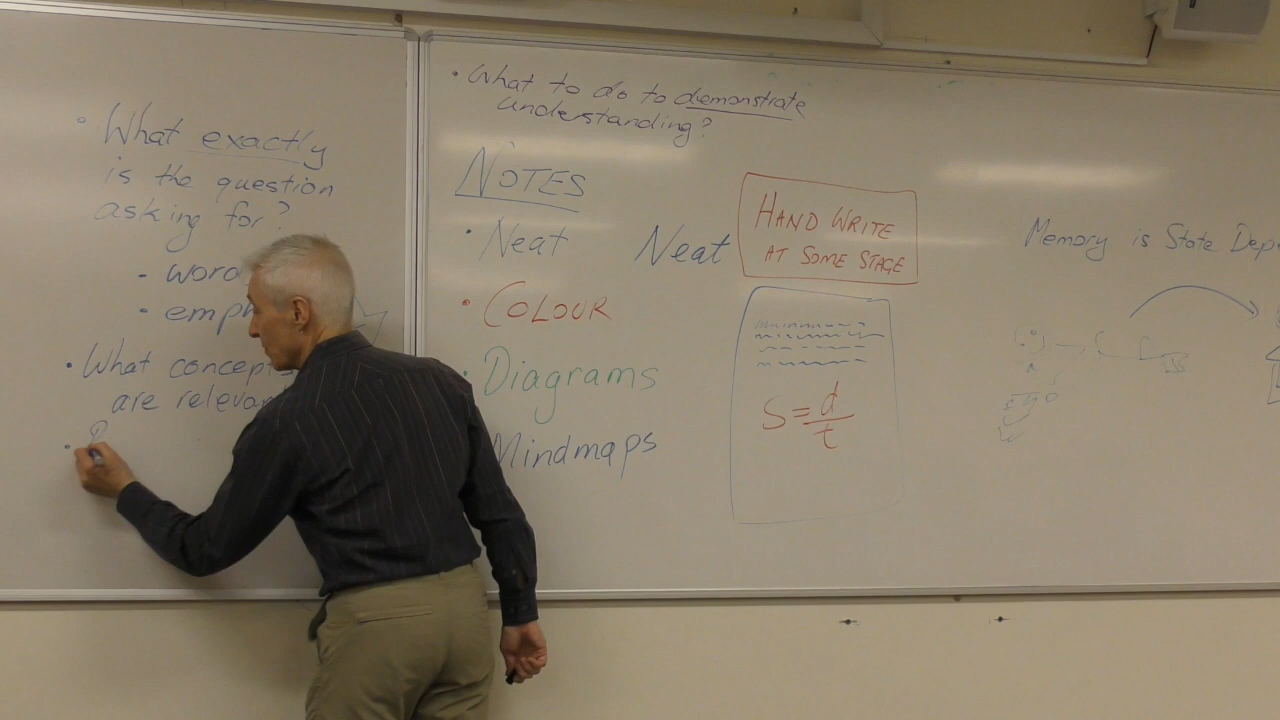 • What exactly
is the question
asking for?
- word
- emph
• What concept
are relevan
•
• What to do to demonstrate
understanding?
NOTES
• Neat
Neat
• COLOUR
• Diagrams
Mindmaps
HAND WRITE
AT SOME STAGE
S = d/t
Memory is State Dep